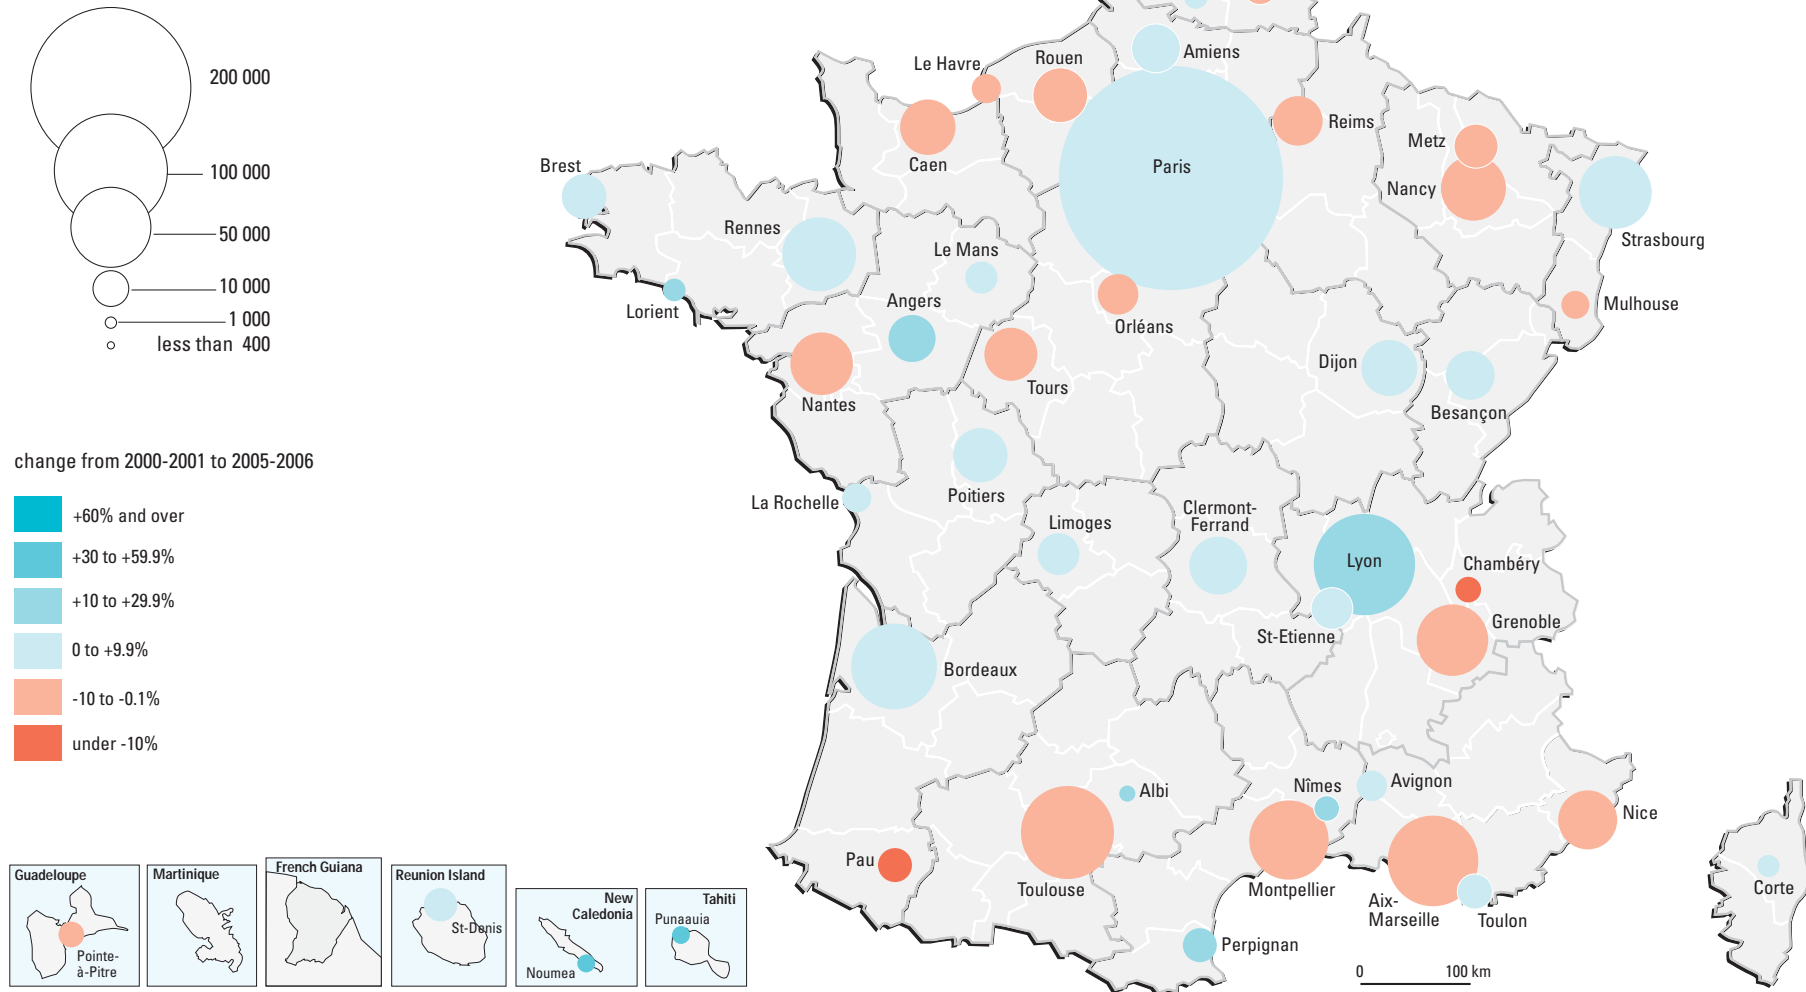 200 000
100 000
50 000
10 000
1 000
less than 400
change from 2000-2001 to 2005-2006
+60% and over
+30 to +59.9%
+10 to +29.9%
0 to +9.9%
-10 to -0.1%
under -10%
Amiens
Le Havre
Rouen
Reims
Caen
Paris
Metz
Nancy
Strasbourg
Brest
Rennes
Le Mans
Lorient
Angers
Orléans
Mulhouse
Nantes
Tours
Dijon
Besançon
Poitiers
La Rochelle
Limoges
Clermont-
Ferrand
Lyon
Chambéry
Grenoble
St-Etienne
Bordeaux
Albi
Nîmes
Avignon
Nice
Pau
Toulouse
Montpellier
Aix-
Marseille
Toulon
Perpignan
Corte
0 100 km
Guadeloupe
Pointe-
à-Pitre
Martinique
French Guiana
Reunion Island
St-Denis
New
Caledonia
Noumea
Tahiti
Punaauia